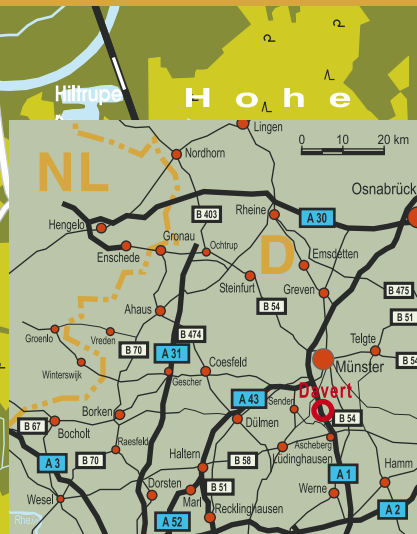 Hiltrupe
Hohe
Lingen
0 10 20 km
Nordhorn
NL
Osnabrück
B 403
Rheine
A 30
Hengelo
Gronau
Ochtrup
D
Emsdetten
Enschede
Steinfurt
Greven
B 475
Ahaus
B 54
B 51
Groenlo
Vreden
B 474
Telgte
B 70
A 31
B 54
Winterswijk
Coesfeld
Münster
Gescher
Davert
A 43
Senden
Borken
B 54
B 67
Dülmen
Bocholt
Raesfeld
Ascheberg
Haltern
Lüdinghausen
A 3
B 70
B 58
Hamm
A 1
Dorsten
B 51
Werne
Wesel
Marl
Recklinghausen
A 2
Rhein
A 52